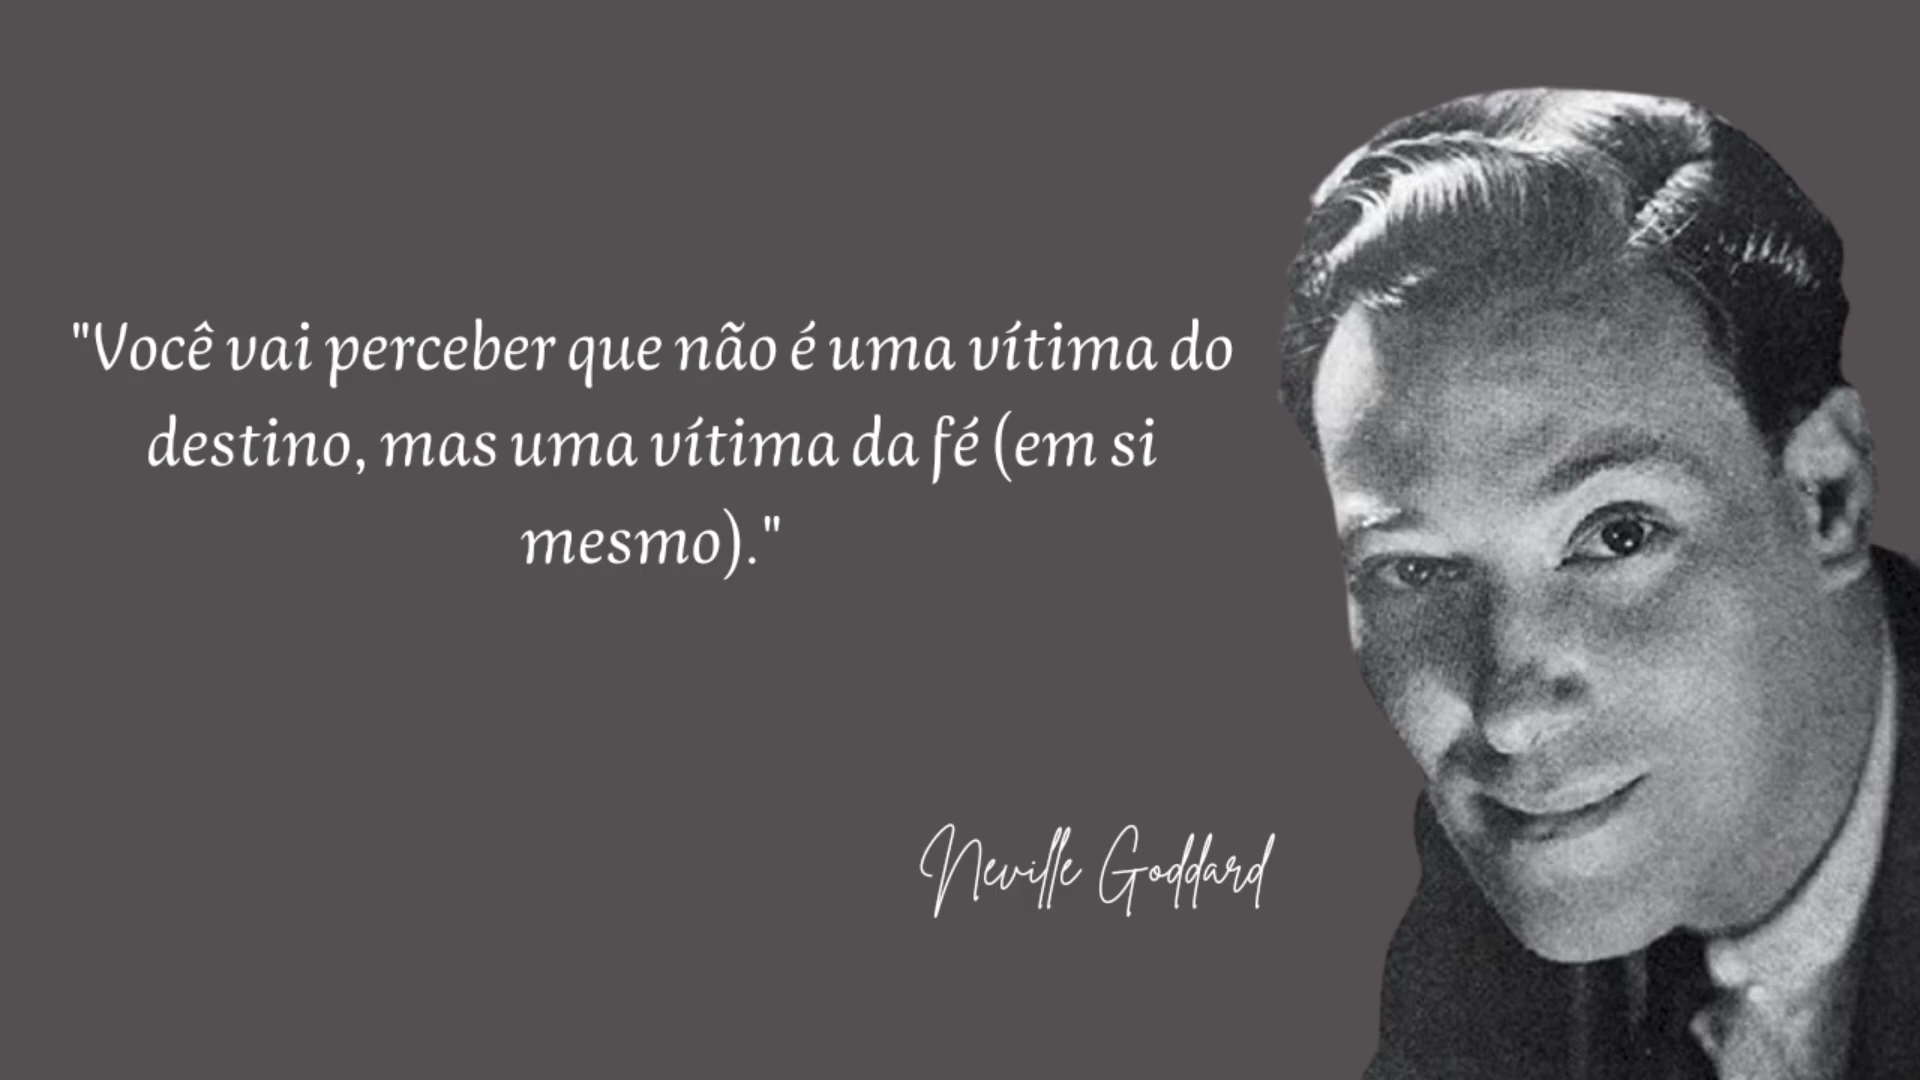 "Você vai perceber que não é uma vítima do
destino, mas uma vítima da fé (em si
mesmo)."
Neville Goddard